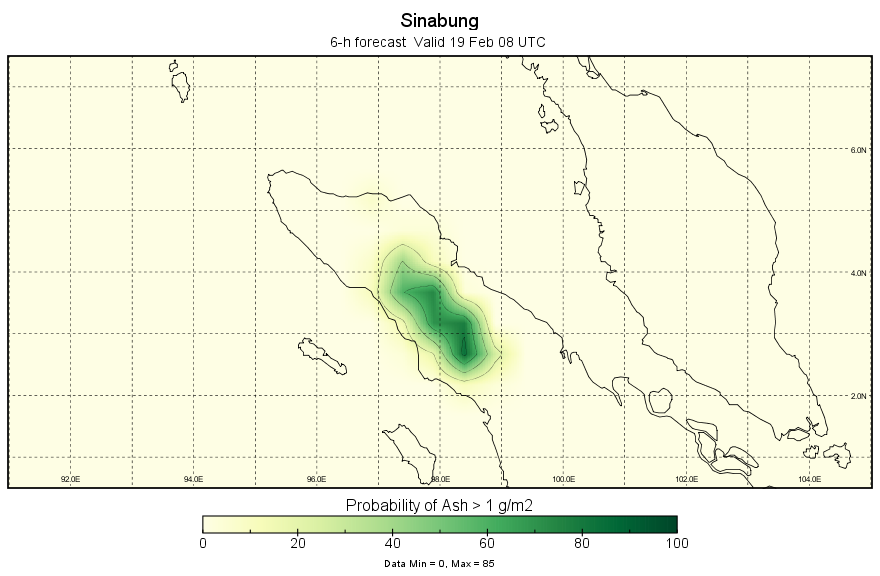 Sinabung
6-h forecast Valid 19 Feb 08 UTC
6.0N
4.0N
2.0N
92.0E 94.0E 96.0E 98.0E 100.0E 102.0E 104.0E
Probability of Ash > 1 g/m2
0 20 40 60 80 100
Data Min = 0, Max = 85